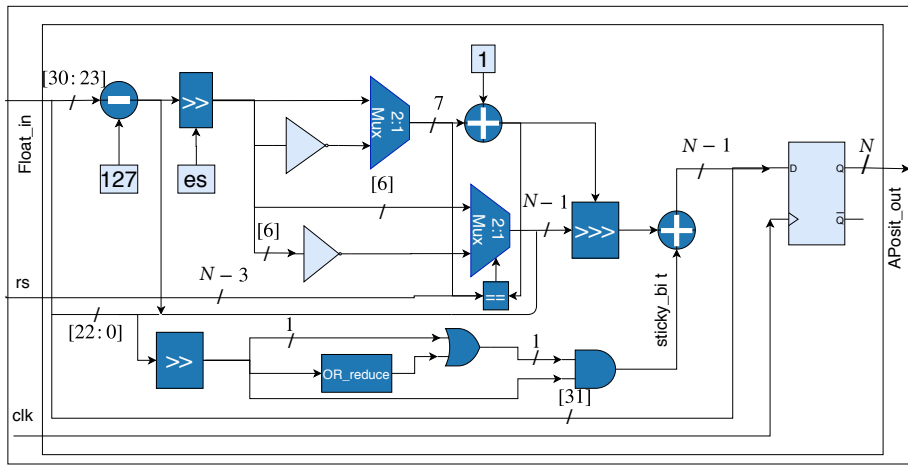 [30: 23]
1
>>
2:1
Mux
7
127
es
Float_in
[6]
[6]
2:1
Mux
N − 1
>>>
N − 1
D
Q
Q
N
APosit_out
rs
N − 3
==
sticky_bi t
[22: 0]
1
>>
OR_reduce
1
[31]
clk